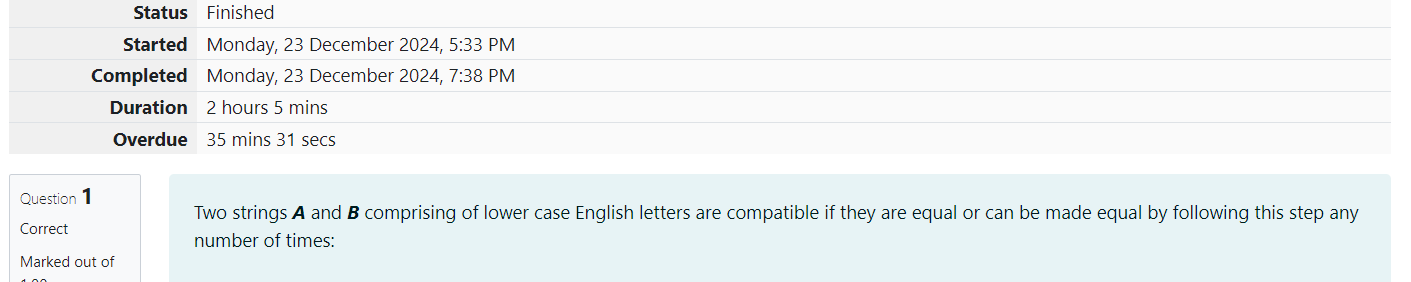 Status Finished
Started Monday, 23 December 2024, 5:33 PM
Completed Monday, 23 December 2024, 7:38 PM
Duration 2 hours 5 mins
Overdue 35 mins 31 secs
Question 1
Correct
Marked out of
Two strings A and B comprising of lower case English letters are compatible if they are equal or can be made equal by following this step any
number of times: